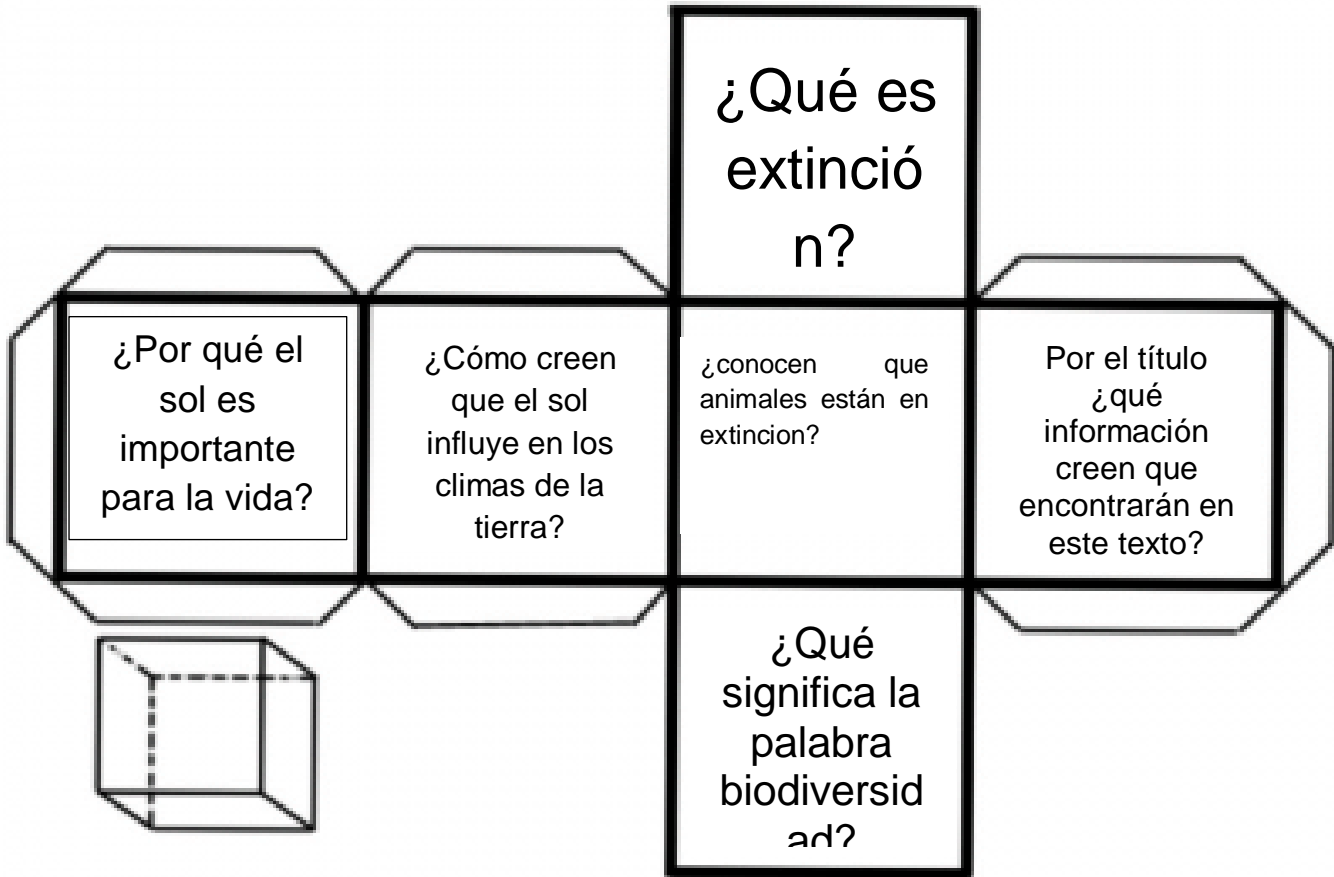 ¿Qué es
extinció
n?
¿Por qué el
sol es
importante
para la vida?
¿Cómo creen
que el sol
influye en los
climas de la
tierra?
¿conocen que
animales están en
extincion?
Por el título
¿qué
información
creen que
encontrarán en
este texto?
¿Qué
significa la
palabra
biodiversid
ad?